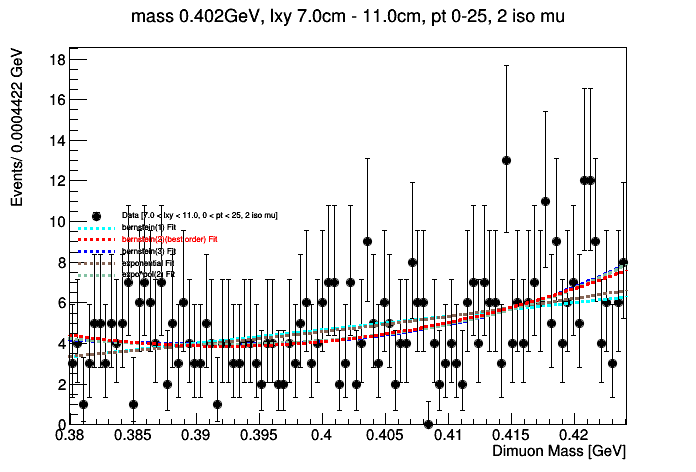 mass 0.402GeV, lxy 7.0cm - 11.0cm, pt 0-25, 2 iso mu
Events/ 0.0004422 GeV
18
16
14
12
10
8
6
4
2
0
Data [7.0 < lxy < 11.0, 0 < pt < 25, 2 iso mu]
bernstein(1) Fit
bernstein(2)(best order) Fit
bernstein(3) Fit
exponential Fit
expo*pol(2) Fit
0.38 0.385 0.39 0.395 0.4 0.405 0.41 0.415 0.42
Dimuon Mass [GeV]